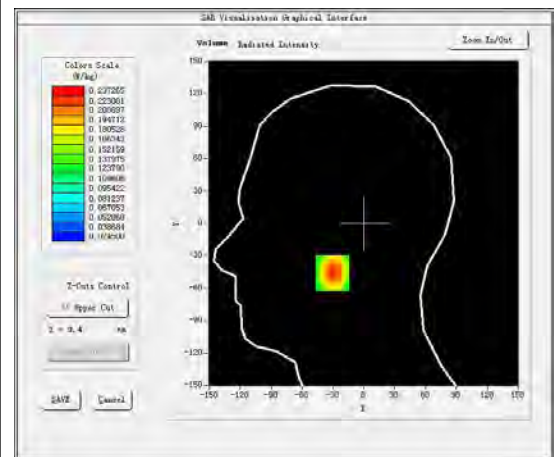 SAR Visualisation Graphical Interface
Volume Radiated Intensity
Zoom In/Out
Colors Scale
(W/kg)
0.237265
0.223081
0.208897
0.194712
0.180528
0.166343
0.152159
0.137975
0.123790
0.109606
0.095422
0.081237
0.067053
0.052868
0.038684
150
120
90
60
30
0
-30
-60
-90
-120
-150
Y
-150 -120 -90 -60 -30 0 30 60 90 120 150
X
Z-Cuts Control
Upper Cut
SAVE
Cancel